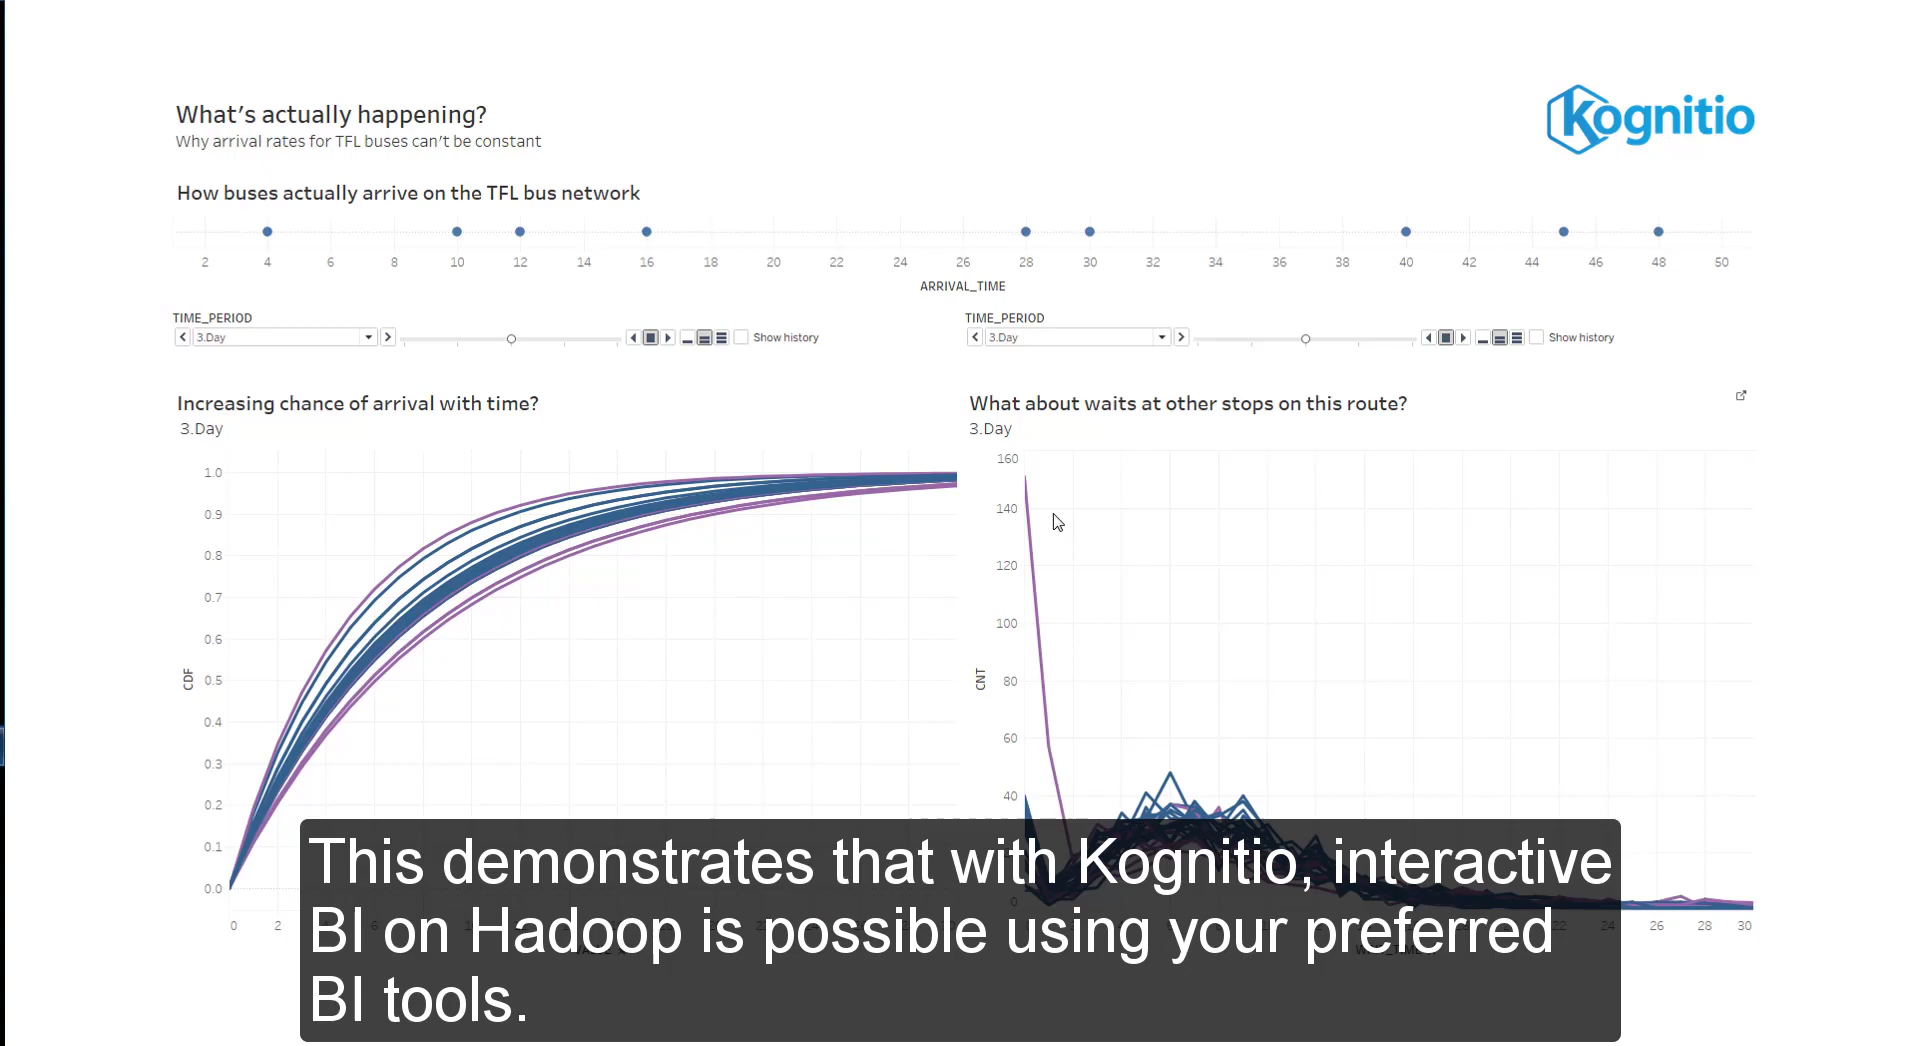 What's actually happening?
Why arrival rates for TFL buses can't be constant
kognitio
How buses actually arrive on the TFL bus network
2 4 6 8 10 12 14 16 18 20 22 24 26 28 30 32 34 36 38 40 42 44 46 48 50
ARRIVAL_TIME
TIME_PERIOD
3.Day
Show history
TIME_PERIOD
3.Day
Show history
Increasing chance of arrival with time?
3.Day
1.0
0.9
0.8
0.7
0.6
0.5
0.4
0.3
0.2
0.1
0.0
CDF
0 2
What about waits at other stops on this route?
3.Day
160
140
120
100
80
60
40
0
CNT
24 26 28 30
This demonstrates that with Kognitio, interactive
BI on Hadoop is possible using your preferred
BI tools.